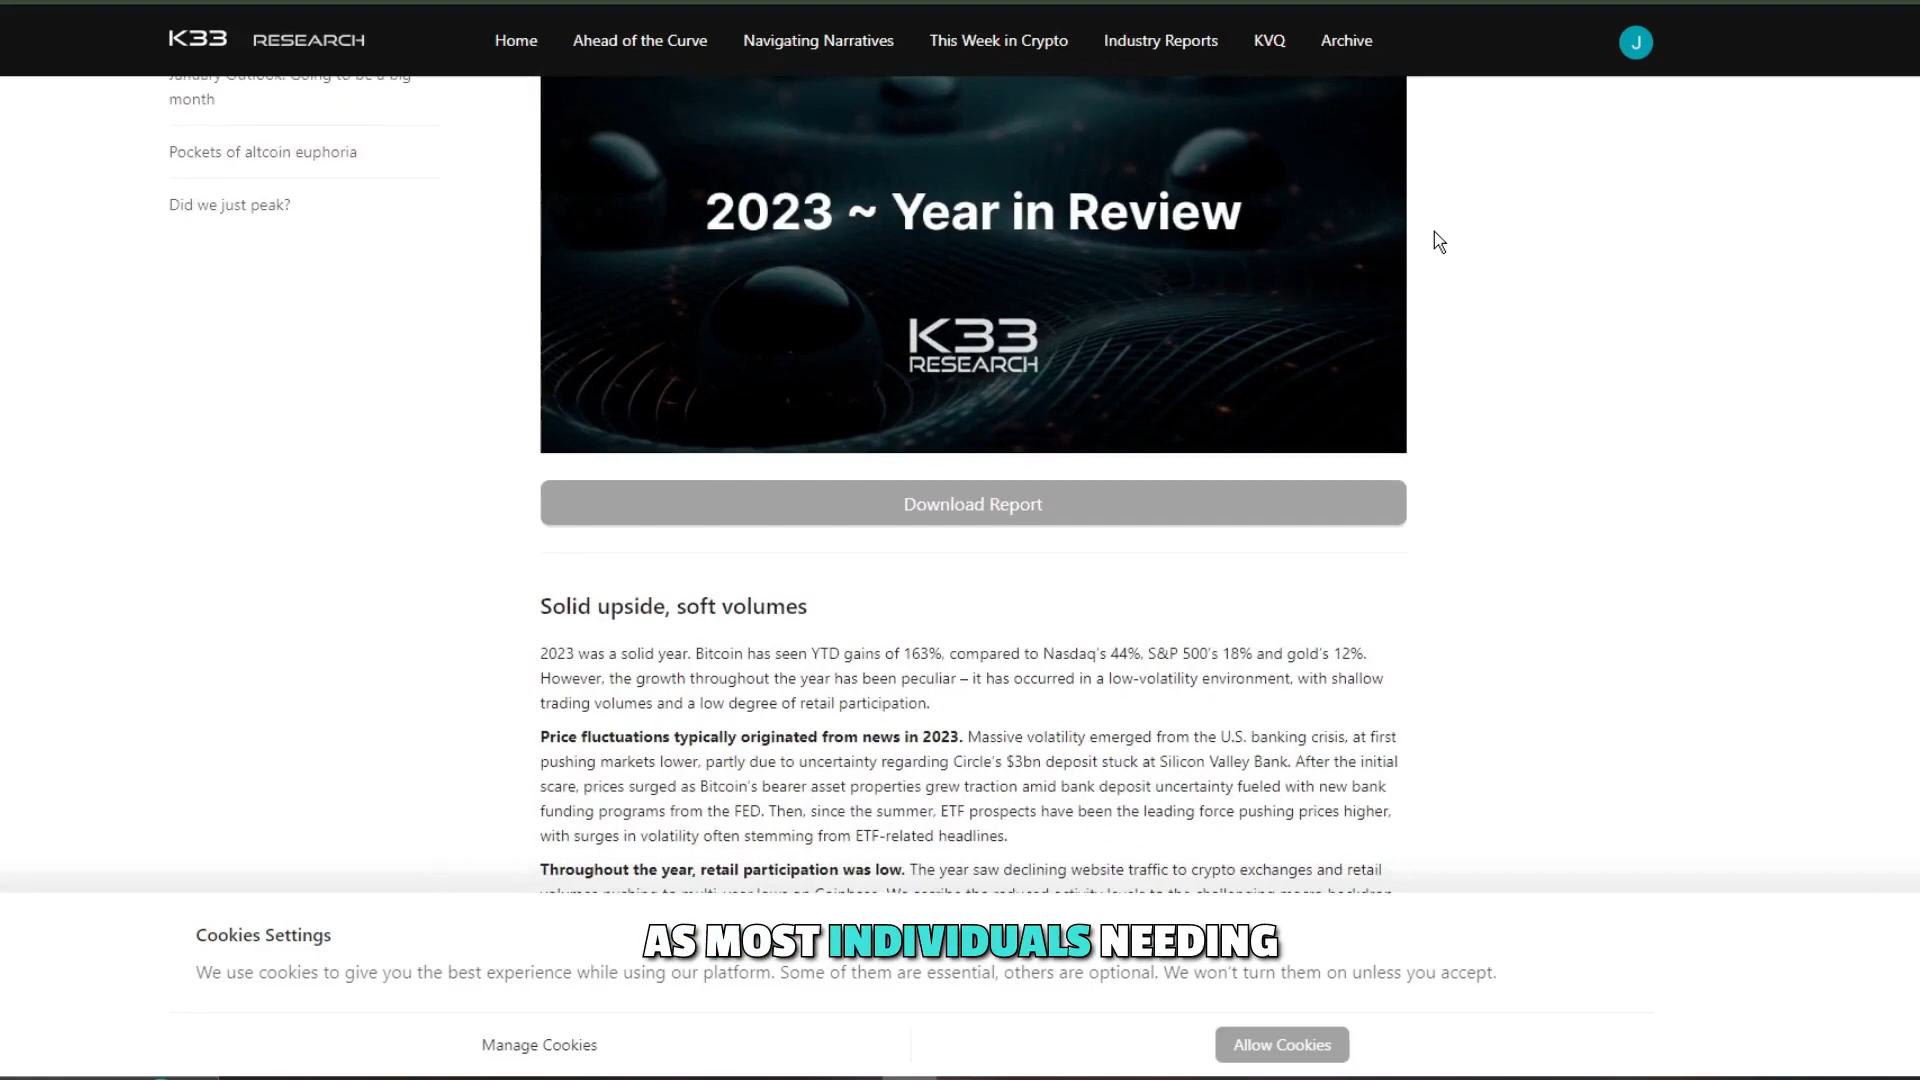 K33 RESEARCH
Home
Ahead of the Curve
Navigating Narratives
This Week in Crypto
Industry Reports
KVQ
Archive
J
January Outlook: Going to be a big
month
Pockets of altcoin euphoria
Did we just peak?
2023 ~ Year in Review
K33
RESEARCH
Download Report
Solid upside, soft volumes
2023 was a solid year. Bitcoin has seen YTD gains of 163%, compared to Nasdaq's 44%, S&P 500's 18% and gold's 12%.
However, the growth throughout the year has been peculiar – it has occurred in a low-volatility environment, with shallow
trading volumes and a low degree of retail participation.
Price fluctuations typically originated from news in 2023. Massive volatility emerged from the U.S. banking crisis, at first
pushing markets lower, partly due to uncertainty regarding Circle's $3bn deposit stuck at Silicon Valley Bank. After the initial
scare, prices surged as Bitcoin's bearer asset properties grew traction amid bank deposit uncertainty fueled with new bank
funding programs from the FED. Then, since the summer, ETF prospects have been the leading force pushing prices higher,
with surges in volatility often stemming from ETF-related headlines.
Throughout the year, retail participation was low. The year saw declining website traffic to crypto exchanges and retail
Cookies Settings
AS MOST INDIVIDUALS NEEDING
We use cookies to give you the best experience while using our platform. Some of them are essential, others are optional. We won't turn them on unless you accept.
Manage Cookies
Allow Cookies